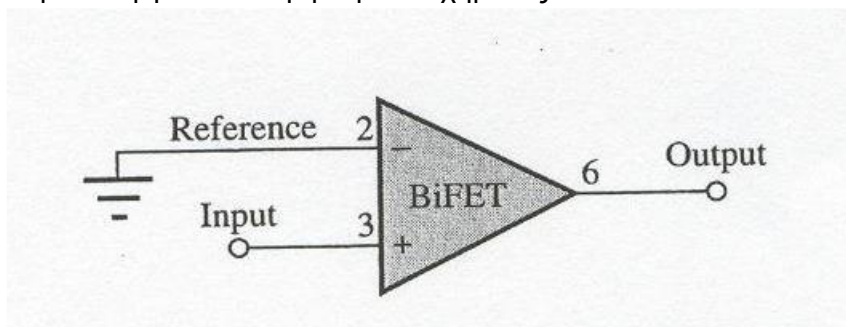 Reference 2
−
BiFET
6
Output
Input
3
+